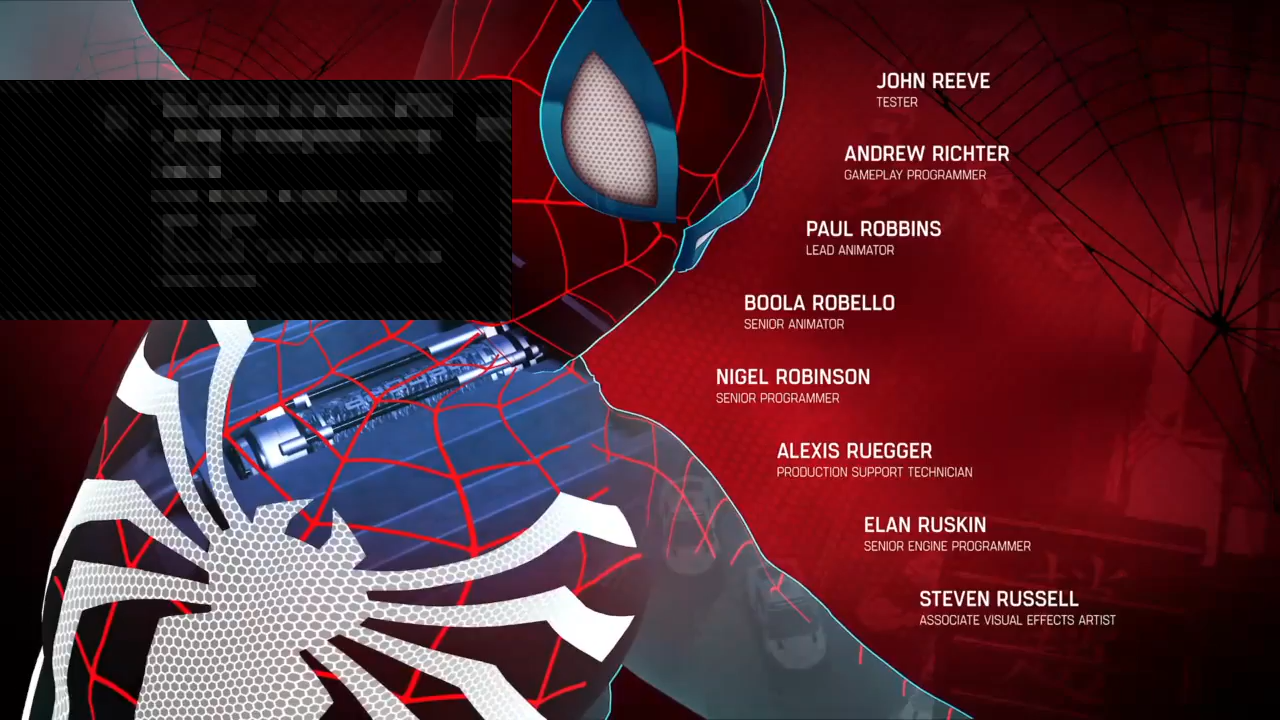 JOHN REEVE
TESTER
ANDREW RICHTER
GAMEPLAY PROGRAMMER
PAUL ROBBINS
LEAD ANIMATOR
BOOLA ROBELLO
SENIOR ANIMATOR
NIGEL ROBINSON
SENIOR PROGRAMMER
ALEXIS RUEGGER
PRODUCTION SUPPORT TECHNICIAN
ELAN RUSKIN
SENIOR ENGINE PROGRAMMER
STEVEN RUSSELL
ASSOCIATE VISUAL EFFECTS ARTIST